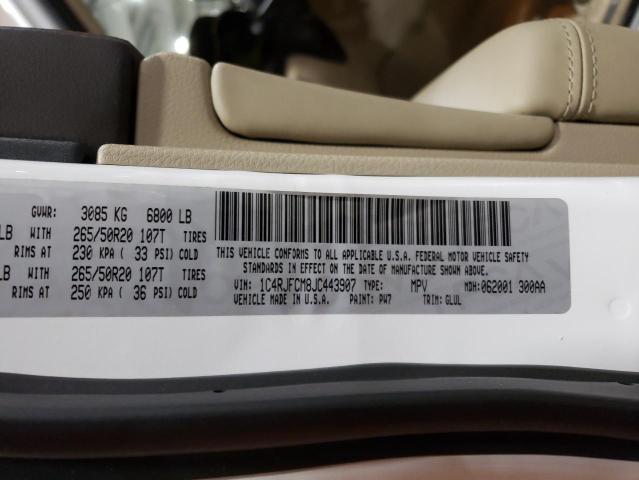 GVWR: 3085 KG 6800 LB
LB WITH 265/50R20 107T TIRES
RIMS AT 230 KPA ( 33 PSI) COLD
LB WITH 265/50R20 107T TIRES
RIMS AT 250 KPA ( 36 PSI) COLD
THIS VEHICLE CONFORMS TO ALL APPLICABLE U.S.A. FEDERAL MOTOR VEHICLE SAFETY
STANDARDS IN EFFECT ON THE DATE OF MANUFACTURE SHOWN ABOVE.
VIN: 1C4RJFCM8JC443907 TYPE: MPV MDH:062001 300AA
VEHICLE MADE IN U.S.A. PAINT: PW7 TRIM: GLUL